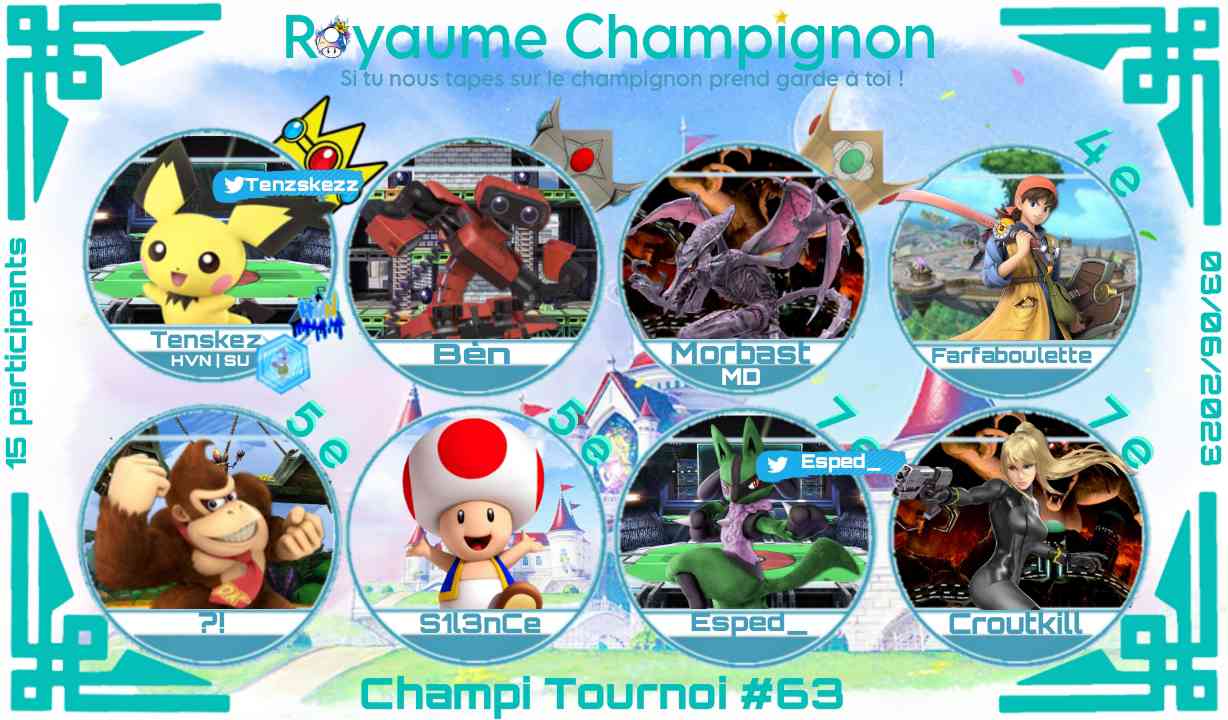 Royaume Champignon
Si tu nous tapes sur le champignon prend garde à toi !
15 participants
03/06/2023
Tenzskezz
Tenskez
HVN | SU
Bèn
Morbast
MD
4e
Farfaboulette
5e
?!
5e
S1l3nCe
7e
Esped_
Esped_
7e
Croutkill
Champi Tournoi #63